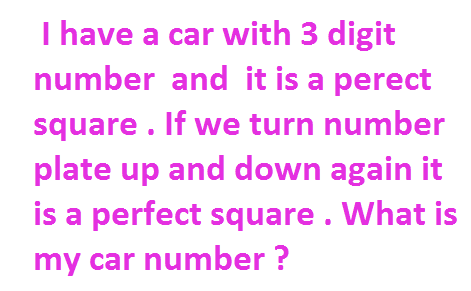 I have a car with 3 digit
number and it is a perect
square . If we turn number
plate up and down again it
is a perfect square . What is
my car number ?